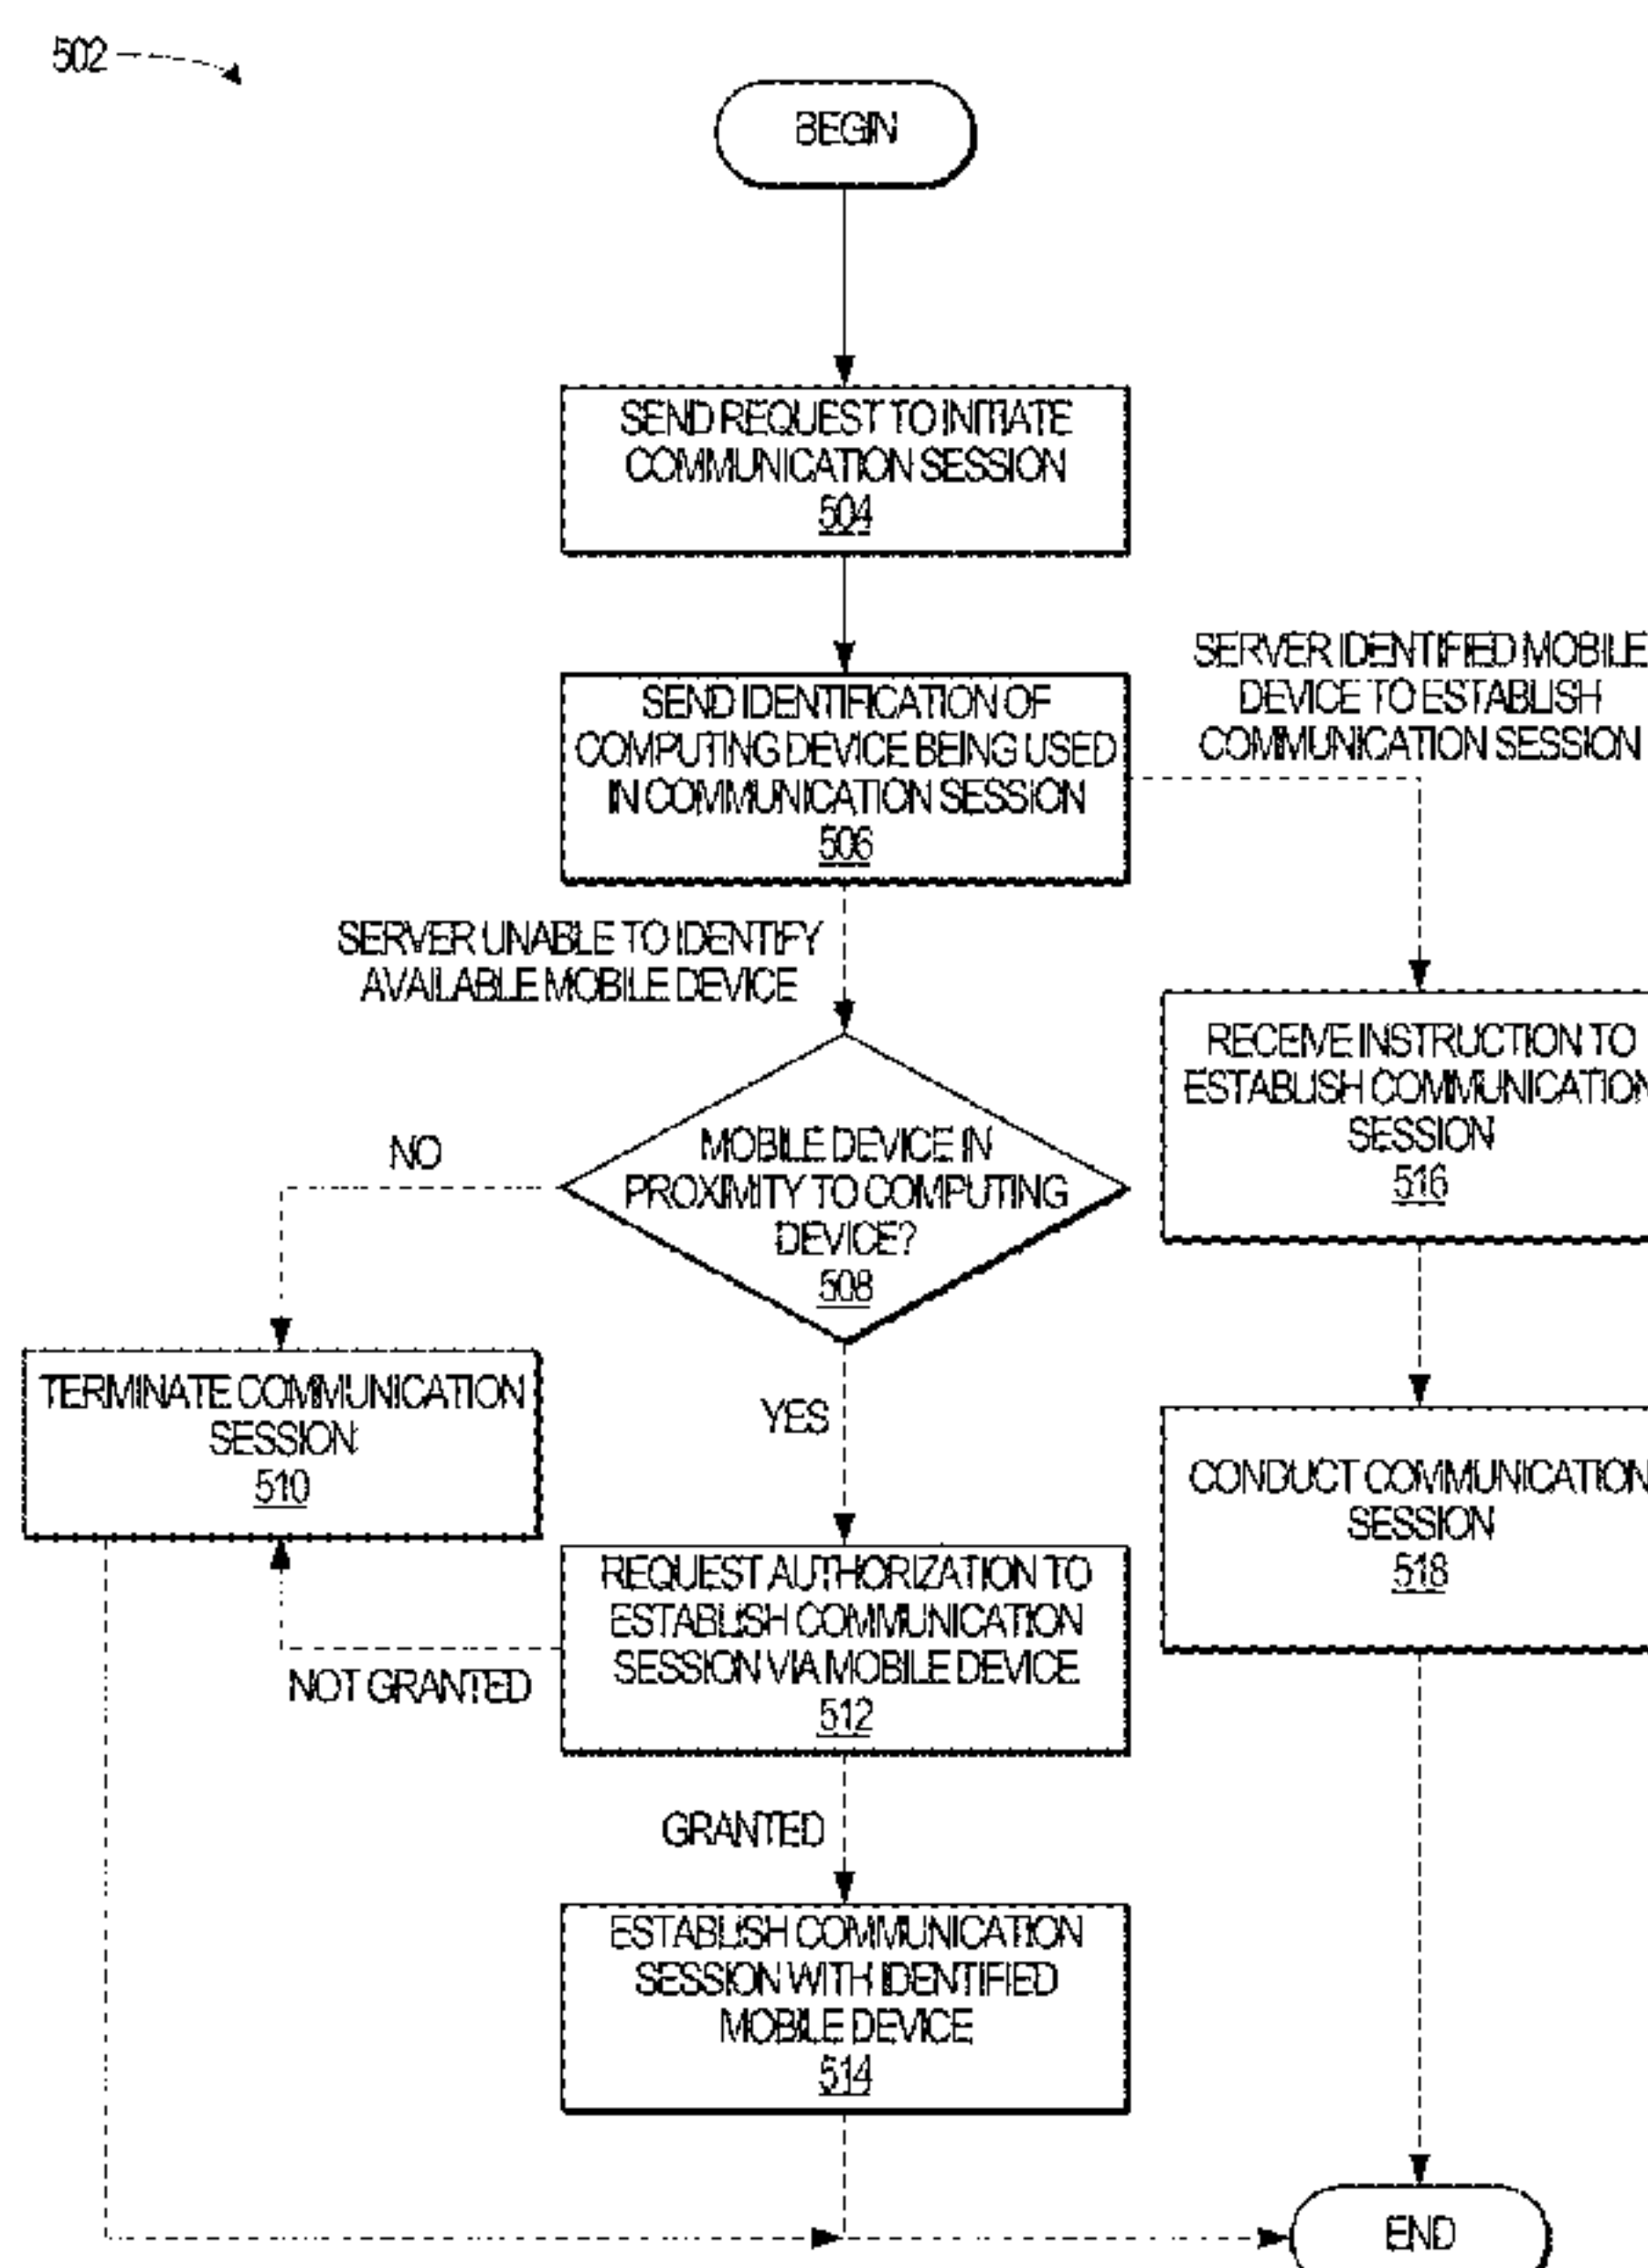 502
BEGIN
SEND REQUEST TO INITIATE
COMMUNICATION SESSION
504
SEND IDENTIFICATION OF
COMPUTING DEVICE BEING USED
IN COMMUNICATION SESSION
506
SERVER IDENTIFIED MOBILE
DEVICE TO ESTABLISH
COMMUNICATION SESSION
SERVER UNABLE TO IDENTIFY
AVAILABLE MOBILE DEVICE
MOBILE DEVICE IN
PROXIMITY TO COMPUTING
DEVICE?
508
NO
YES
RECEIVE INSTRUCTION TO
ESTABLISH COMMUNICATION
SESSION
516
TERMINATE COMMUNICATION
SESSION
510
CONDUCT COMMUNICATION
SESSION
518
REQUEST AUTHORIZATION TO
ESTABLISH COMMUNICATION
SESSION VIA MOBILE DEVICE
512
NOT GRANTED
GRANTED
ESTABLISH COMMUNICATION
SESSION WITH IDENTIFIED
MOBILE DEVICE
514
END